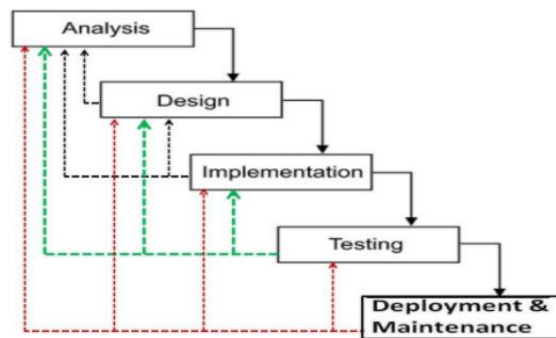 Analysis
Design
Implementation
Testing
Deployment &
Maintenance